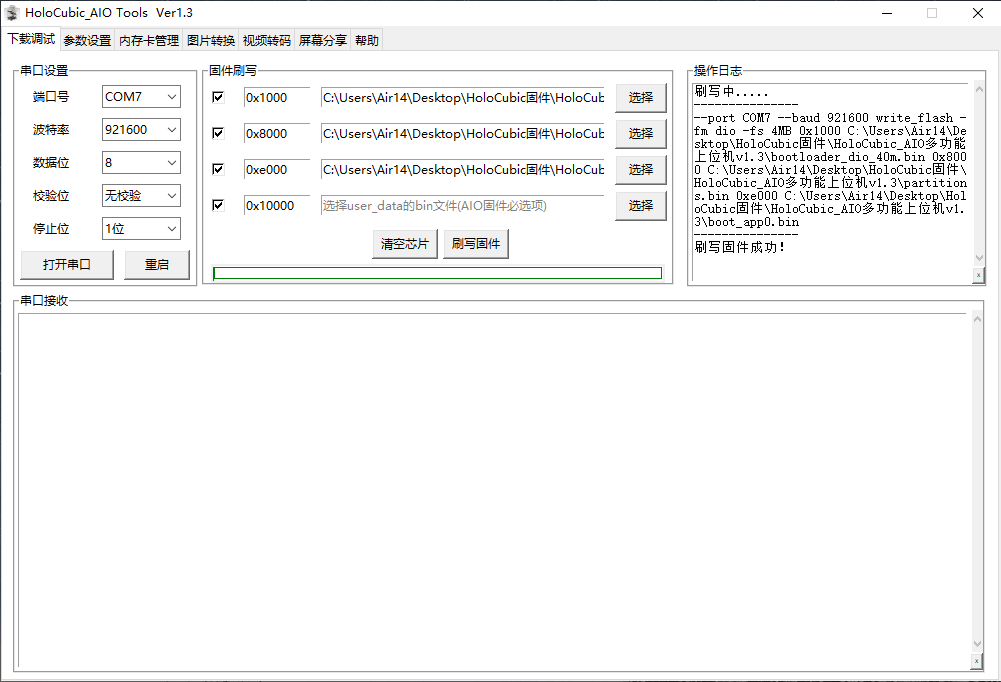 HoloCubic_AIO Tools  Ver1.3
下载调试 参数设置 内存卡管理 图片转换 视频转码 屏幕分享 帮助
串口设置
端口号 COM7
波特率 921600
数据位 8
校验位 无校验
停止位 1位
打开串口 重启
固件刷写
0x1000 C:\Users\Air14\Desktop\HoloCubic固件\HoloCub 选择
0x8000 C:\Users\Air14\Desktop\HoloCubic固件\HoloCub 选择
0xe000 C:\Users\Air14\Desktop\HoloCubic固件\HoloCub 选择
0x10000 选择user_data的bin文件(AIO固件必选项) 选择
清空芯片 刷写固件
操作日志
刷写中.....
---------------
--port COM7 --baud 921600 write_flash -
fm dio -fs 4MB 0x1000 C:\Users\Air14\De
sktop\HoloCubic固件\HoloCubic_AIO多功能
上位机v1.3\bootloader_dio_40m.bin 0x800
0 C:\Users\Air14\Desktop\HoloCubic固件\
HoloCubic_AIO多功能上位机v1.3\partition
s.bin 0xe000 C:\Users\Air14\Desktop\Hol
oCubic固件\HoloCubic_AIO多功能上位机v1.
3\boot_app0.bin
---------------
刷写固件成功！
x
串口接收
x